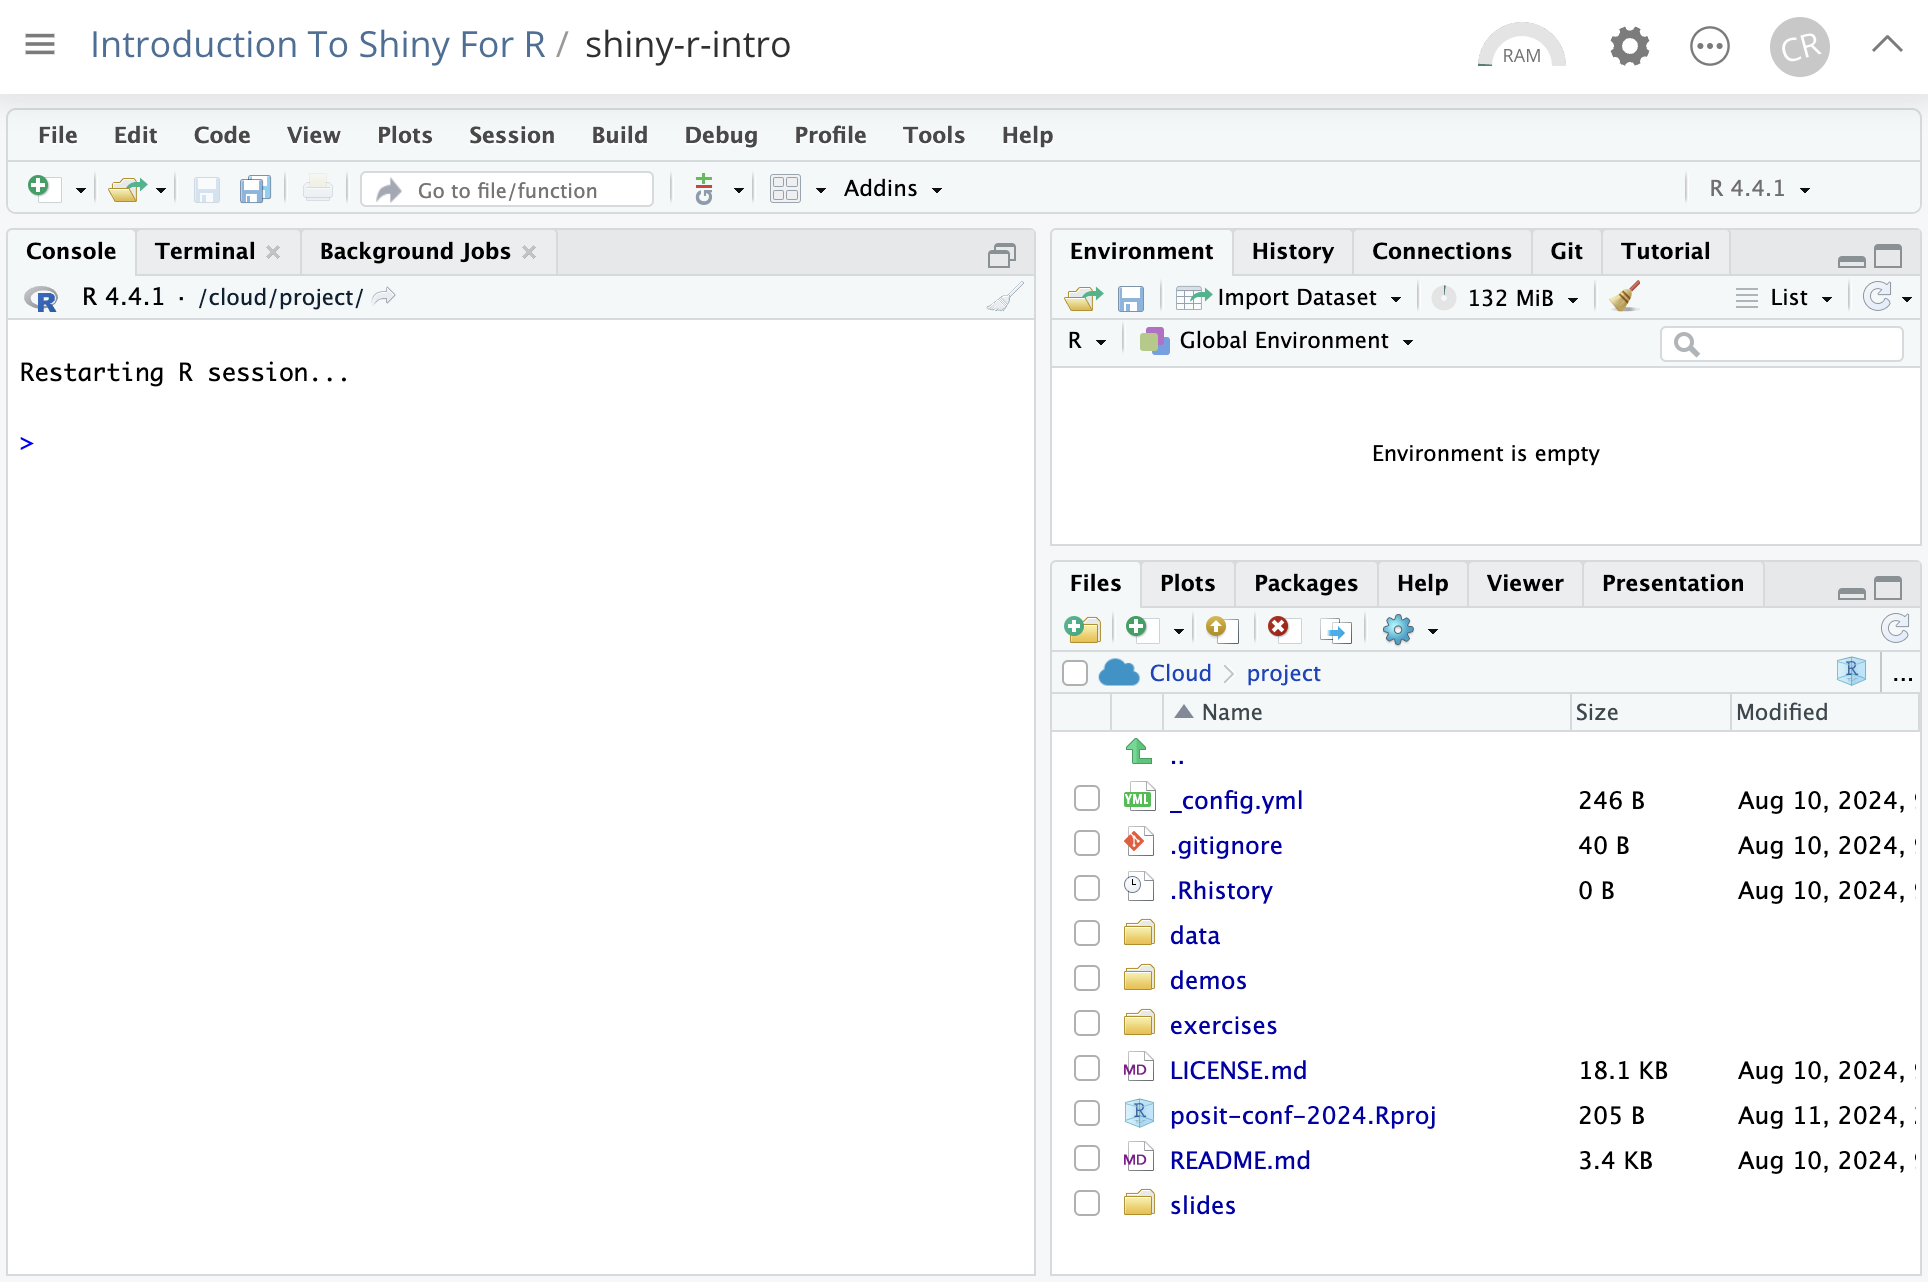 Introduction To Shiny For R / shiny-r-intro
RAM
CR
File Edit Code View Plots Session Build Debug Profile Tools Help
Go to file/function
Addins
R 4.4.1
Console Terminal Background Jobs
R 4.4.1 · /cloud/project/
Restarting R session...
>
Environment History Connections Git Tutorial
Import Dataset 132 MiB List
R Global Environment
Environment is empty
Files Plots Packages Help Viewer Presentation
Cloud project R ...
Name Size Modified
..
YML _config.yml 246 B Aug 10, 2024,
.gitignore 40 B Aug 10, 2024,
.Rhistory 0 B Aug 10, 2024,
data
demos
exercises
MD LICENSE.md 18.1 KB Aug 10, 2024,
R posit-conf-2024.Rproj 205 B Aug 11, 2024,
MD README.md 3.4 KB Aug 10, 2024,
slides